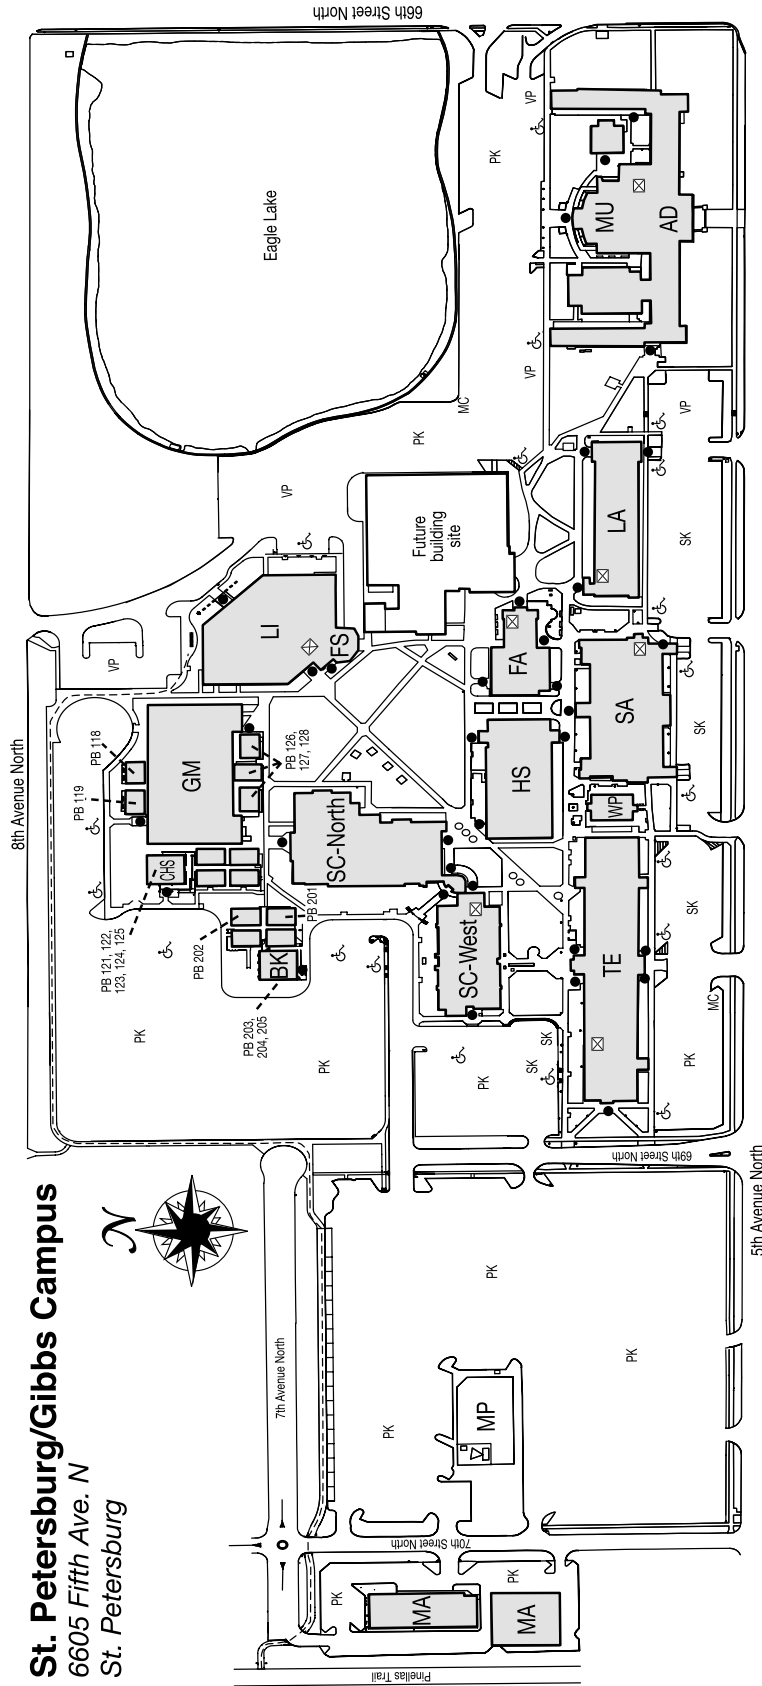 St. Petersburg/Gibbs Campus
6605 Fifth Ave. N
St. Petersburg
N
8th Avenue North
66th Street North
5th Avenue North
69th Street North
7th Avenue North
70th Street North
Pinellas Trail
Eagle Lake
VP
PK
VP
MU
AD
MC
PK
VP
VP
VP
SK
Future
building
site
LA
LI
FS
FA
SA
SK
PB 118
PB 119
GM
PB 126,
127, 128
HS
WP
SC-North
CHS
PB 121, 122,
123, 124, 125
PB 202
PB 201
BK
PB 203,
204, 205
SC-West
TE
SK
MC
PK
PK
PK
PK
SK
SK
PK
PK
PK
MP
PK
PK
MA
MA